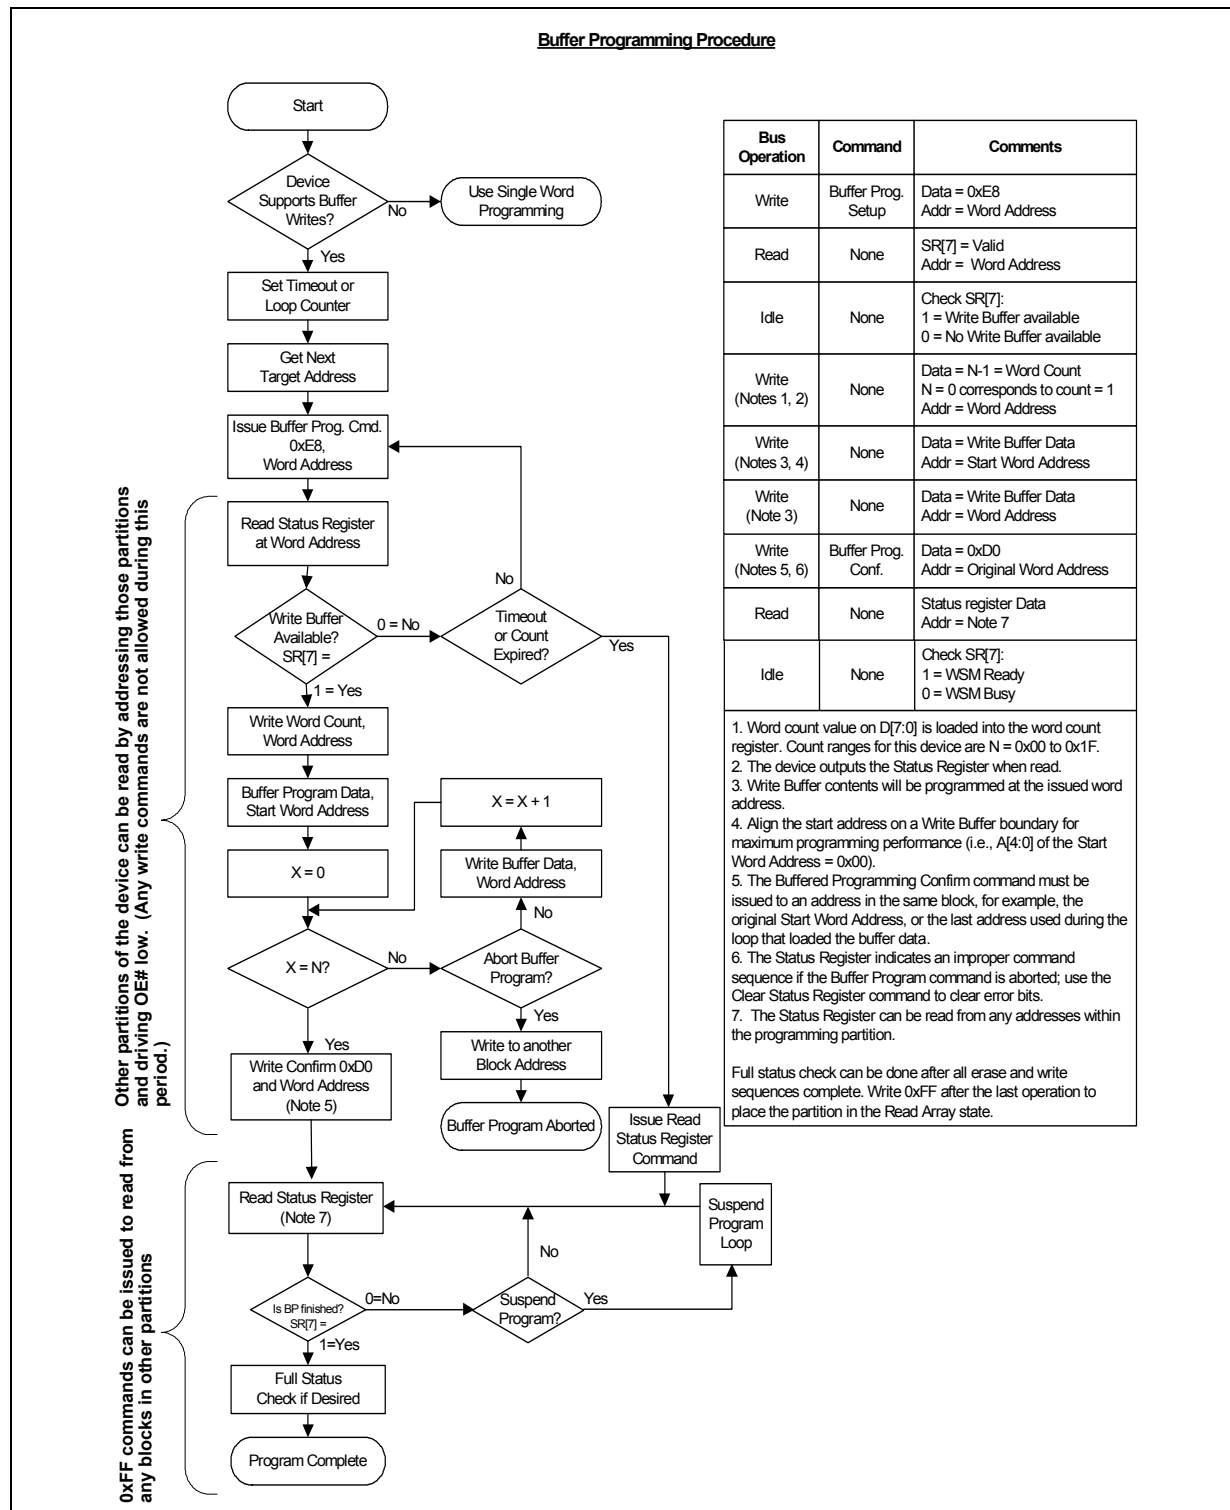 Buffer Programming Procedure
Start
Device
Supports Buffer
Writes?
No
Use Single Word
Programming
Yes
Set Timeout or
Loop Counter
Get Next
Target Address
Issue Buffer Prog. Cmd.
0xE8,
Word Address
Read Status Register
at Word Address
No
Write Buffer
Available?
SR[7] =
0 = No
Timeout
or Count
Expired?
Yes
1 = Yes
Write Word Count,
Word Address
Buffer Program Data,
Start Word Address
X = X + 1
X = 0
Write Buffer Data,
Word Address
No
X = N?
No
Abort Buffer
Program?
Yes
Yes
Write Confirm 0xD0
and Word Address
(Note 5)
Write to another
Block Address
Buffer Program Aborted
Issue Read
Status Register
Command
Read Status Register
(Note 7)
Suspend
Program
Loop
No
Is BP finished?
SR[7] =
0=No
Suspend
Program?
Yes
1=Yes
Full Status
Check if Desired
Program Complete
Other partitions of the device can be read by addressing those partitions
and driving OE# low. (Any write commands are not allowed during this
period.)
0xFF commands can be issued to read from
any blocks in other partitions
Bus
Operation
Command
Comments
Write
Buffer Prog.
Setup
Data = 0xE8
Addr = Word Address
Read
None
SR[7] = Valid
Addr = Word Address
Idle
None
Check SR[7]:
1 = Write Buffer available
0 = No Write Buffer available
Write
(Notes 1, 2)
None
Data = N-1 = Word Count
N = 0 corresponds to count = 1
Addr = Word Address
Write
(Notes 3, 4)
None
Data = Write Buffer Data
Addr = Start Word Address
Write
(Note 3)
None
Data = Write Buffer Data
Addr = Word Address
Write
(Notes 5, 6)
Buffer Prog.
Conf.
Data = 0xD0
Addr = Original Word Address
Read
None
Status register Data
Addr = Note 7
Idle
None
Check SR[7]:
1 = WSM Ready
0 = WSM Busy
1. Word count value on D[7:0] is loaded into the word count
register. Count ranges for this device are N = 0x00 to 0x1F.
2. The device outputs the Status Register when read.
3. Write Buffer contents will be programmed at the issued word
address.
4. Align the start address on a Write Buffer boundary for
maximum programming performance (i.e., A[4:0] of the Start
Word Address = 0x00).
5. The Buffered Programming Confirm command must be
issued to an address in the same block, for example, the
original Start Word Address, or the last address used during the
loop that loaded the buffer data.
6. The Status Register indicates an improper command
sequence if the Buffer Program command is aborted; use the
Clear Status Register command to clear error bits.
7. The Status Register can be read from any addresses within
the programming partition.
Full status check can be done after all erase and write
sequences complete. Write 0xFF after the last operation to
place the partition in the Read Array state.